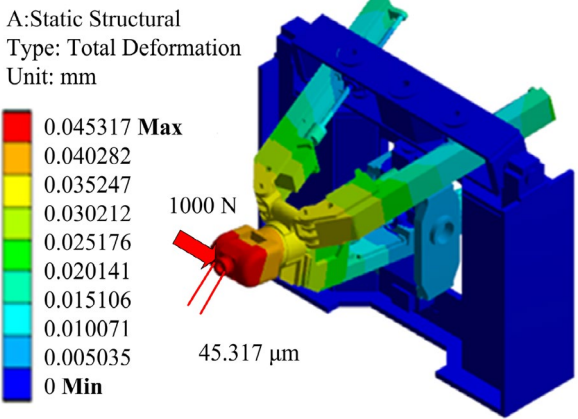 A:Static Structural
Type: Total Deformation
Unit: mm
0.045317 Max
0.040282
0.035247
0.030212
0.025176
0.020141
0.015106
0.010071
0.005035
0 Min
1000 N
45.317 μm